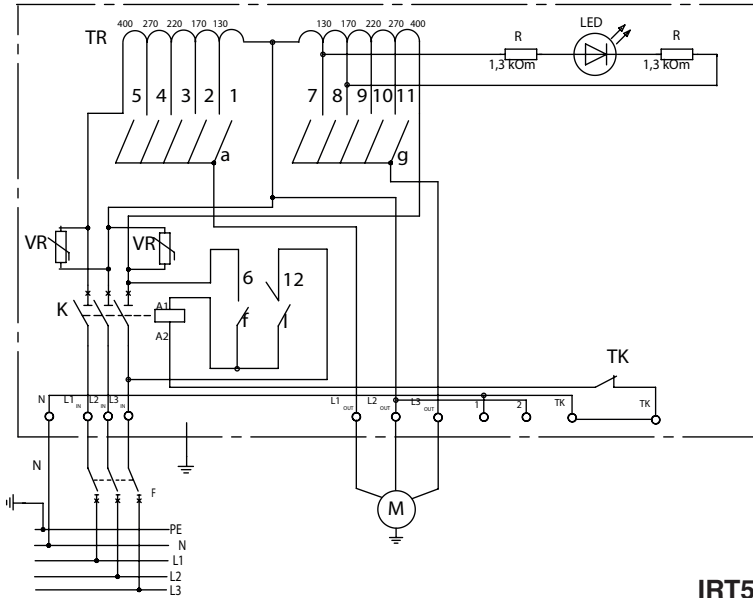 400 270 220 170 130
130 170 220 270 400
TR
R
LED
R
1,3 kOm
1,3 kOm
5 4 3 2 1
7 8 9 10 11
a
g
VR
VR
6
12
K
A1
A2
f
l
TK
N
L1 IN
L2 IN
L3 IN
L1 OUT
L2 OUT
L3 OUT
1
2
TK
TK
N
F
M
PE
N
L1
L2
L3
IRT5